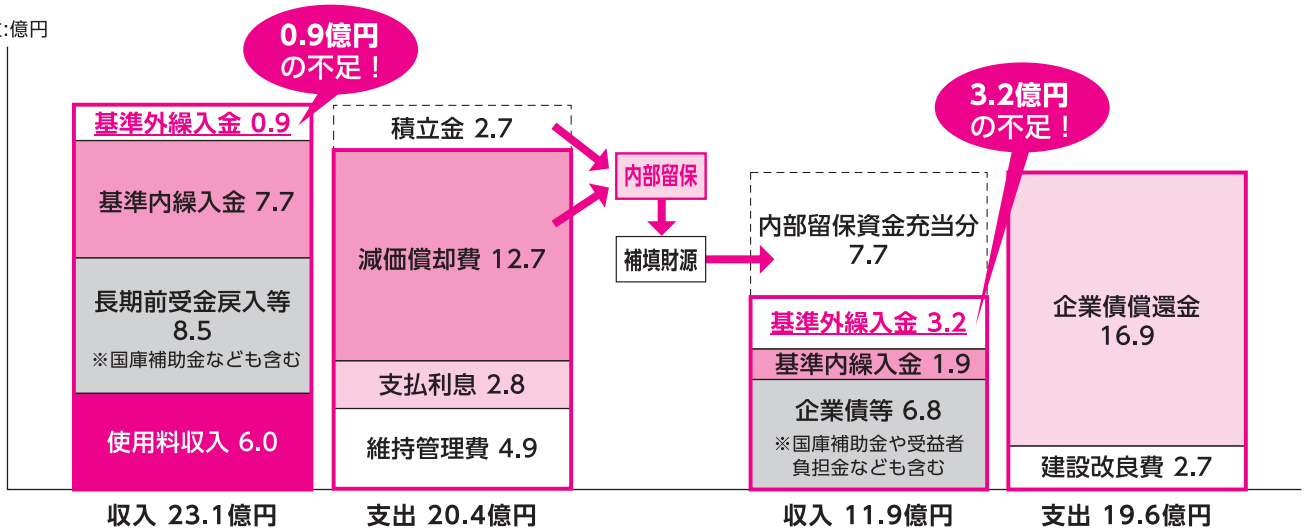 :億円
0.9億円
の不足！
基準外繰入金 0.9
基準内繰入金 7.7
長期前受金戻入等
8.5
※国庫補助金なども含む
使用料収入 6.0
収入 23.1億円
積立金 2.7
減価償却費 12.7
支払利息 2.8
維持管理費 4.9
支出 20.4億円
内部留保
補填財源
3.2億円
の不足！
内部留保資金充当分
7.7
基準外繰入金 3.2
基準内繰入金 1.9
企業債等 6.8
※国庫補助金や受益者
負担金なども含む
収入 11.9億円
企業債償還金
16.9
建設改良費 2.7
支出 19.6億円